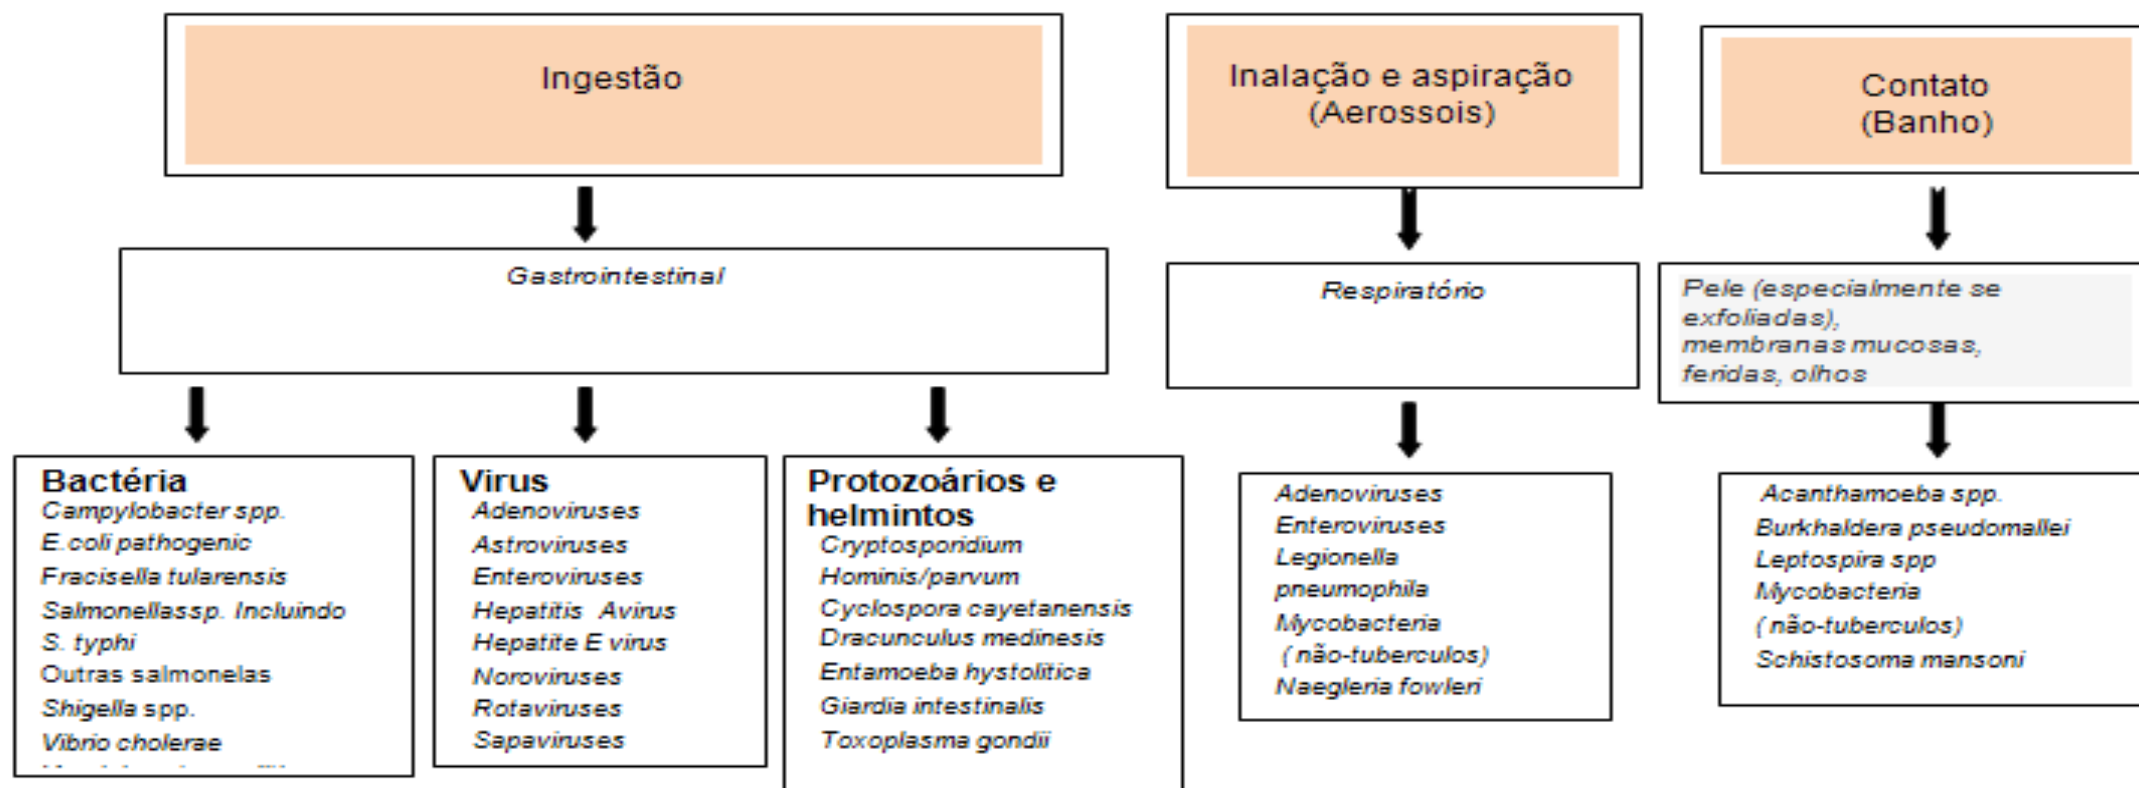 Ingestão
Inalação e aspiração
(Aerossois)
Contato
(Banho)
Gastrointestinal
Respiratório
Pele (especialmente se
exfoliadas),
membranas mucosas,
feridas, olhos
Bactéria
Campylobacter spp.
E.coli pathogenic
Fracisella tularensis
Salmonellassp. Incluindo
S. typhi
Outras salmonelas
Shigella spp.
Vibrio cholerae
Virus
Adenoviruses
Astroviruses
Enteroviruses
Hepatitis Avirus
Hepatite E virus
Noroviruses
Rotaviruses
Sapaviruses
Protozoários e
helmintos
Cryptosporidium
Hominis/parvum
Cyclospora cayetanensis
Dracunculus medinesis
Entamoeba hystolítica
Giardia intestinalis
Toxoplasma gondii
Adenoviruses
Enteroviruses
Legionella
pneumophila
Mycobacteria
( não-tuberculos)
Naegleria fowleri
Acanthamoeba spp.
Burkhaldera pseudomallei
Leptospira spp
Mycobacteria
( não-tuberculos)
Schistosoma mansoni